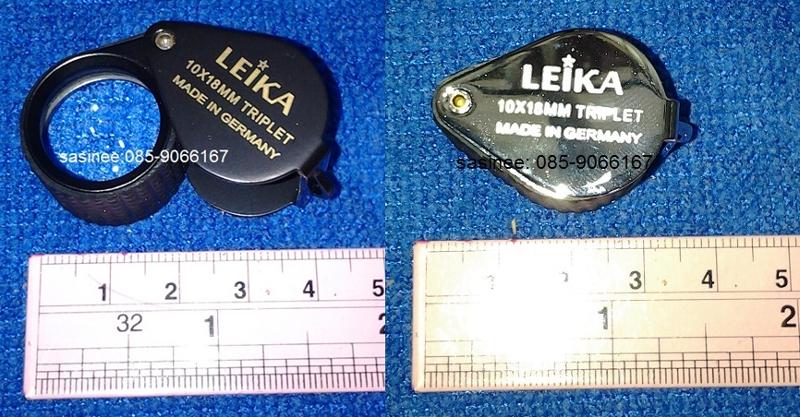 LEiKA
10X18MM TRIPLET
MADE IN GERMANY
sasinee: 085-9066167
1 2 3 4 5
32 1 2
LEiKA
10X18MM TRIPLET
MADE IN GERMANY
sasinee: 085-9066167
3 4 5
1 2